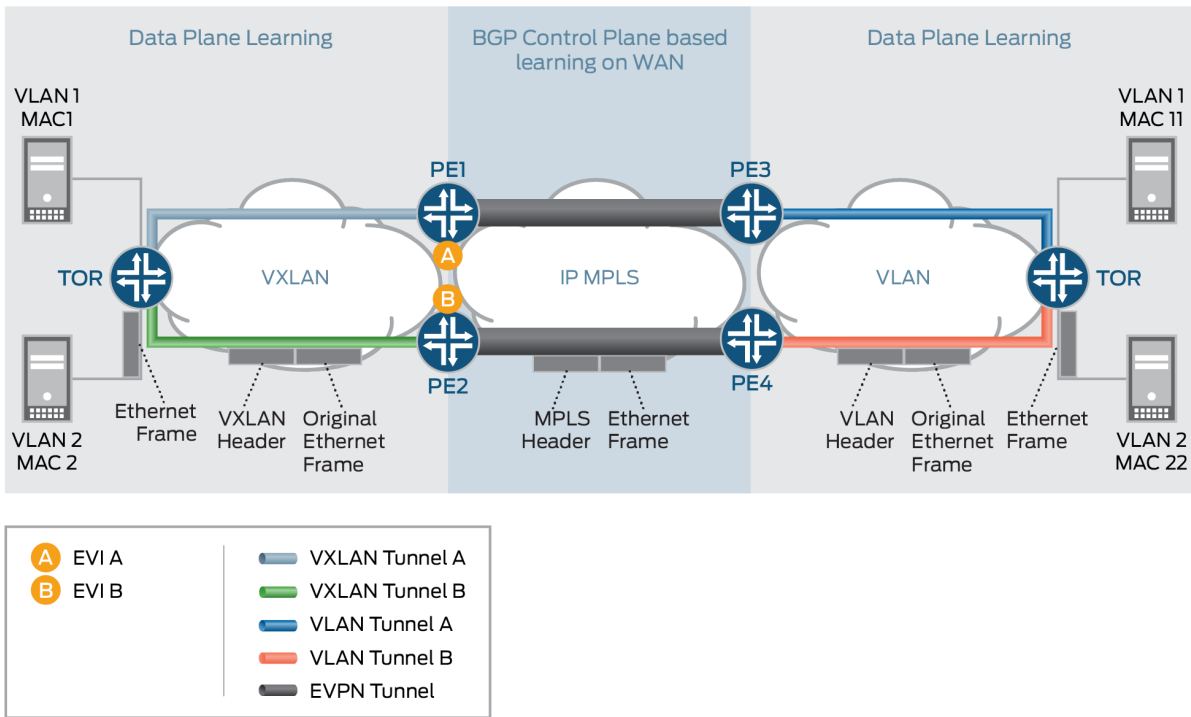 Data Plane Learning
BGP Control Plane based
learning on WAN
Data Plane Learning
VLAN 1
MAC1
VLAN 1
MAC 11
PE1
PE3
TOR
VXLAN
A
B
IP MPLS
VLAN
TOR
PE2
PE4
VLAN 2
MAC 2
Ethernet
Frame
VXLAN
Header
Original
Ethernet
Frame
MPLS
Header
Ethernet
Frame
VLAN
Header
Original
Ethernet
Frame
Ethernet
Frame
VLAN 2
MAC 22
A EVI A
B EVI B
VXLAN Tunnel A
VXLAN Tunnel B
VLAN Tunnel A
VLAN Tunnel B
EVPN Tunnel